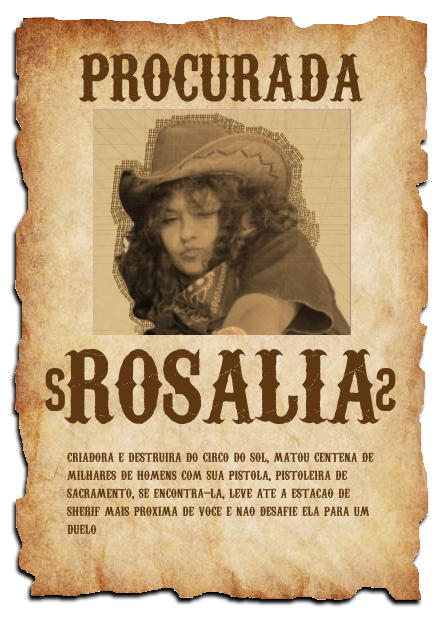 PROCURADA
SROSALIAS
CRIADORA E DESTRUIRA DO CIRCO DO SOL, MATOU CENTENA DE
MILHARES DE HOMENS COM SUA PISTOLA, PISTOLEIRA DE
SACRAMENTO, SE ENCONTRA-LA, LEVE ATE A ESTACAO DE
SHERIF MAIS PROXIMA DE VOCE E NAO DESAFIE ELA PARA UM
DUELO